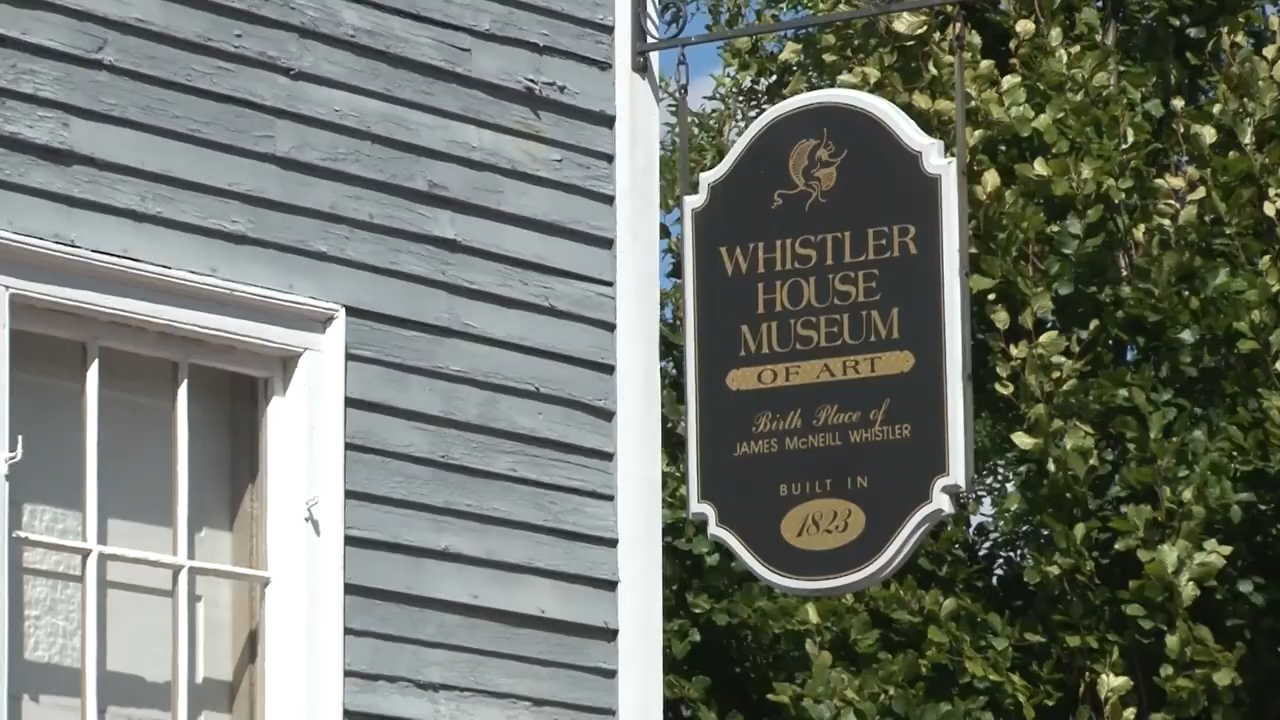 WHISTLER
HOUSE
MUSEUM
OF ART
Birth Place of
JAMES McNEILL WHISTLER
BUILT IN
1823